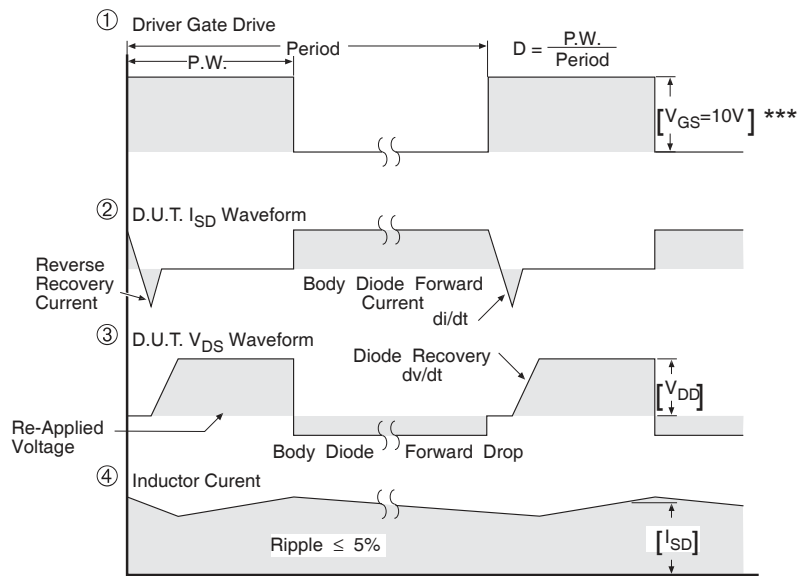 ① Driver Gate Drive
Period
P.W.
D = P.W. / Period
[VGS=10V] ***
② D.U.T. ISD Waveform
Reverse
Recovery
Current
Body Diode Forward
Current
di/dt
③ D.U.T. VDS Waveform
Diode Recovery
dv/dt
[VDD]
Re-Applied
Voltage
Body Diode Forward Drop
④ Inductor Curent
Ripple ≤ 5%
[ISD]